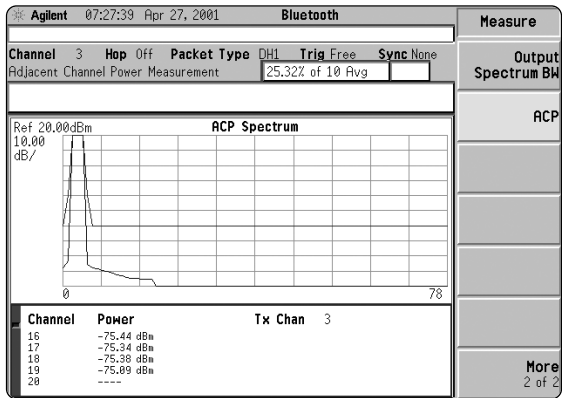 Agilent 07:27:39 Apr 27, 2001 Bluetooth
Measure
Channel 3 Hop Off Packet Type DH1 Trig Free Sync None
Adjacent Channel Power Measurement 25.32% of 10 Avg
Output
Spectrum BW
ACP
Ref 20.00dBm ACP Spectrum
10.00
dB/
0 78
Channel Power Tx Chan 3
16 -75.44 dBm
17 -75.34 dBm
18 -75.38 dBm
19 -75.09 dBm
20 ----
More
2 of 2